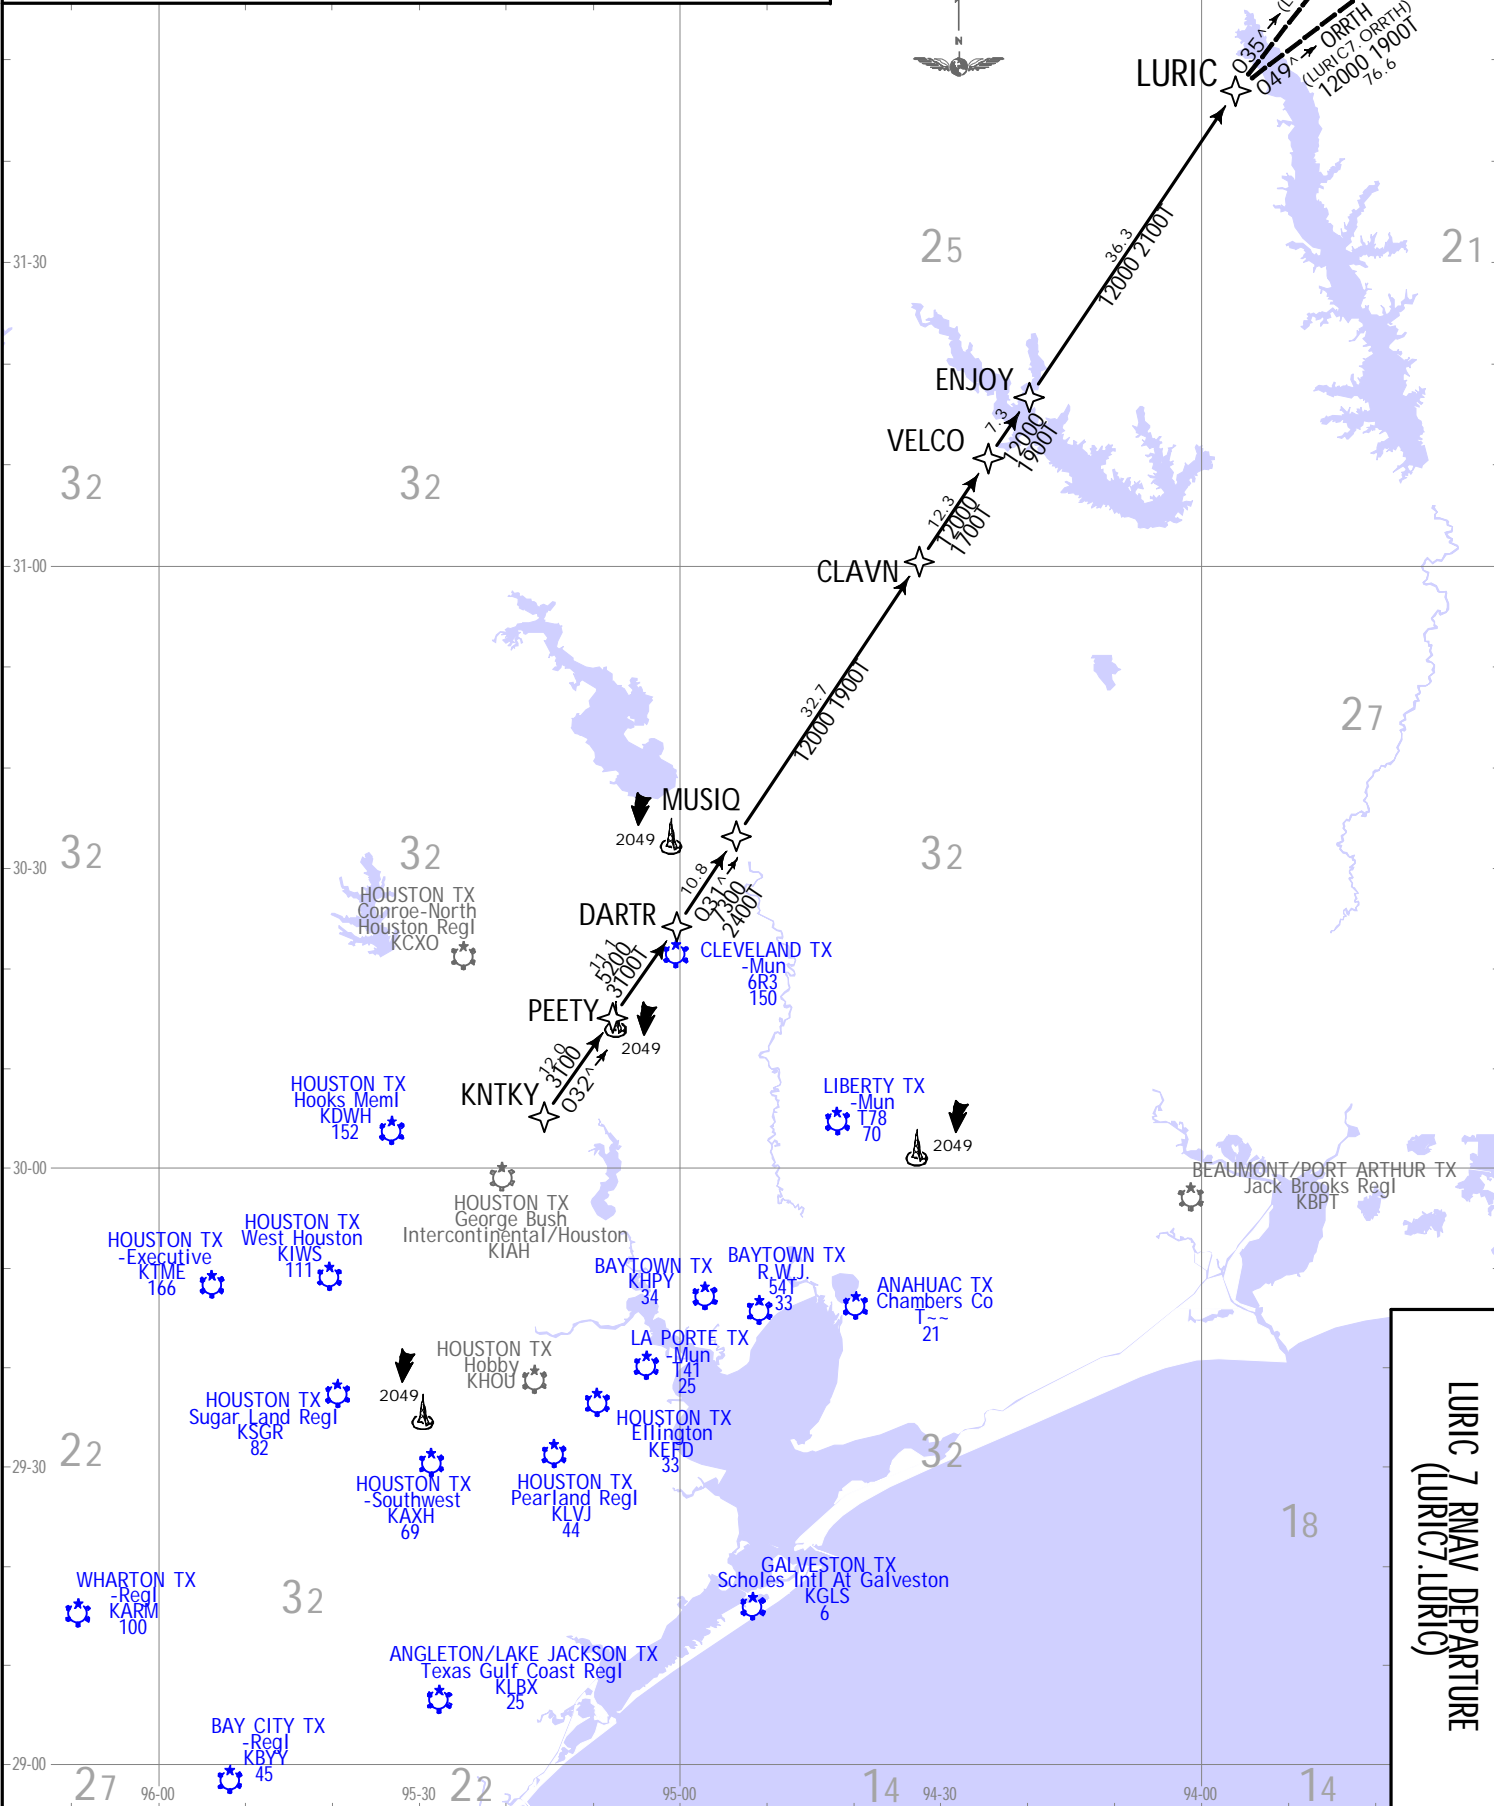 N
035^
(L
049^
ORRTH
(LURIC7.ORRTH)
12000 1900T
76.6
LURIC
25
21
31-30
36.3
12000 2100T
ENJOY
7.3
12000
1900T
VELCO
32
32
12.3
12000
1700T
31-00
CLAVN
32.7
12000 1900T
27
MUSIQ
2049
32
32
32
30-30
10.8
031^
7300
2400T
HOUSTON TX
Conroe-North
Houston Regl
KCXO
DARTR
CLEVELAND TX
-Mun
6R3
150
11.1
5200
3100T
PEETY
2049
12.0
3100
032^
KNTKY
HOUSTON TX
Hooks Meml
KDWH
152
LIBERTY TX
-Mun
T78
70
2049
30-00
BEAUMONT/PORT ARTHUR TX
Jack Brooks Regl
KBPT
HOUSTON TX
George Bush
Intercontinental/Houston
KIAH
HOUSTON TX
West Houston
KIWS
111
HOUSTON TX
-Executive
KTME
166
BAYTOWN TX
KHPY
34
BAYTOWN TX
R.W.J.
54T
33
ANAHUAC TX
Chambers Co
T~~
21
LA PORTE TX
-Mun
T41
25
HOUSTON TX
Hobby
KHOU
2049
HOUSTON TX
Sugar Land Regl
KSGR
82
HOUSTON TX
Ellington
KEFD
33
22
32
29-30
HOUSTON TX
-Southwest
KAXH
69
HOUSTON TX
Pearland Regl
KLVJ
44
18
LURIC 7 RNAV DEPARTURE
(LURIC7.LURIC)
WHARTON TX
-Regl
KARM
100
32
GALVESTON TX
Scholes Intl At Galveston
KGLS
6
ANGLETON/LAKE JACKSON TX
Texas Gulf Coast Regl
KLBX
25
BAY CITY TX
-Regl
KBYY
45
29-00
27
22
14
14
96-00
95-30
95-00
94-30
94-00